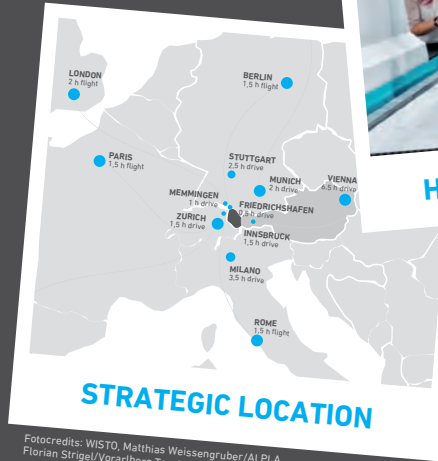 LONDON
2 h flight
BERLIN
1,5 h flight
PARIS
1,5 h flight
STUTTGART
2,5 h drive
MUNICH
2 h drive
VIENNA
6.5 h drive
MEMMINGEN
1 h drive
FRIEDRICHSHAFEN
0,5 h drive
ZURICH
1,5 h drive
INNSBRUCK
1,5 h drive
MILANO
3,5 h drive
ROME
1.5 h flight
H
STRATEGIC LOCATION
Fotocredits: WISTO, Matthias Weissengruber/ALPLA
Florian Strigel/Vorarlberg